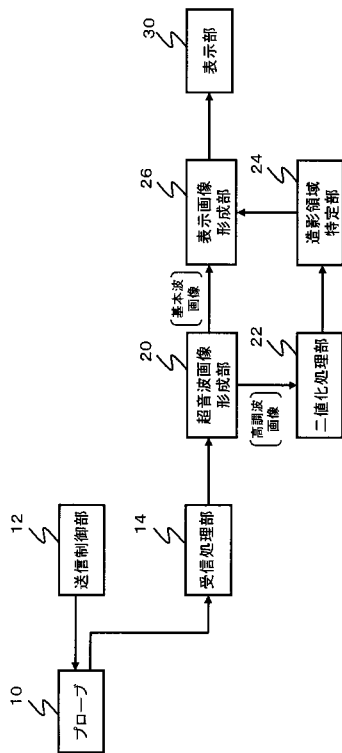 10
プローブ
12
送信制御部
14
受信処理部
20
超音波画像
形成部
基本波
画像
高調波
画像
22
二値化処理部
24
造影領域
特定部
26
表示画像
形成部
30
表示部